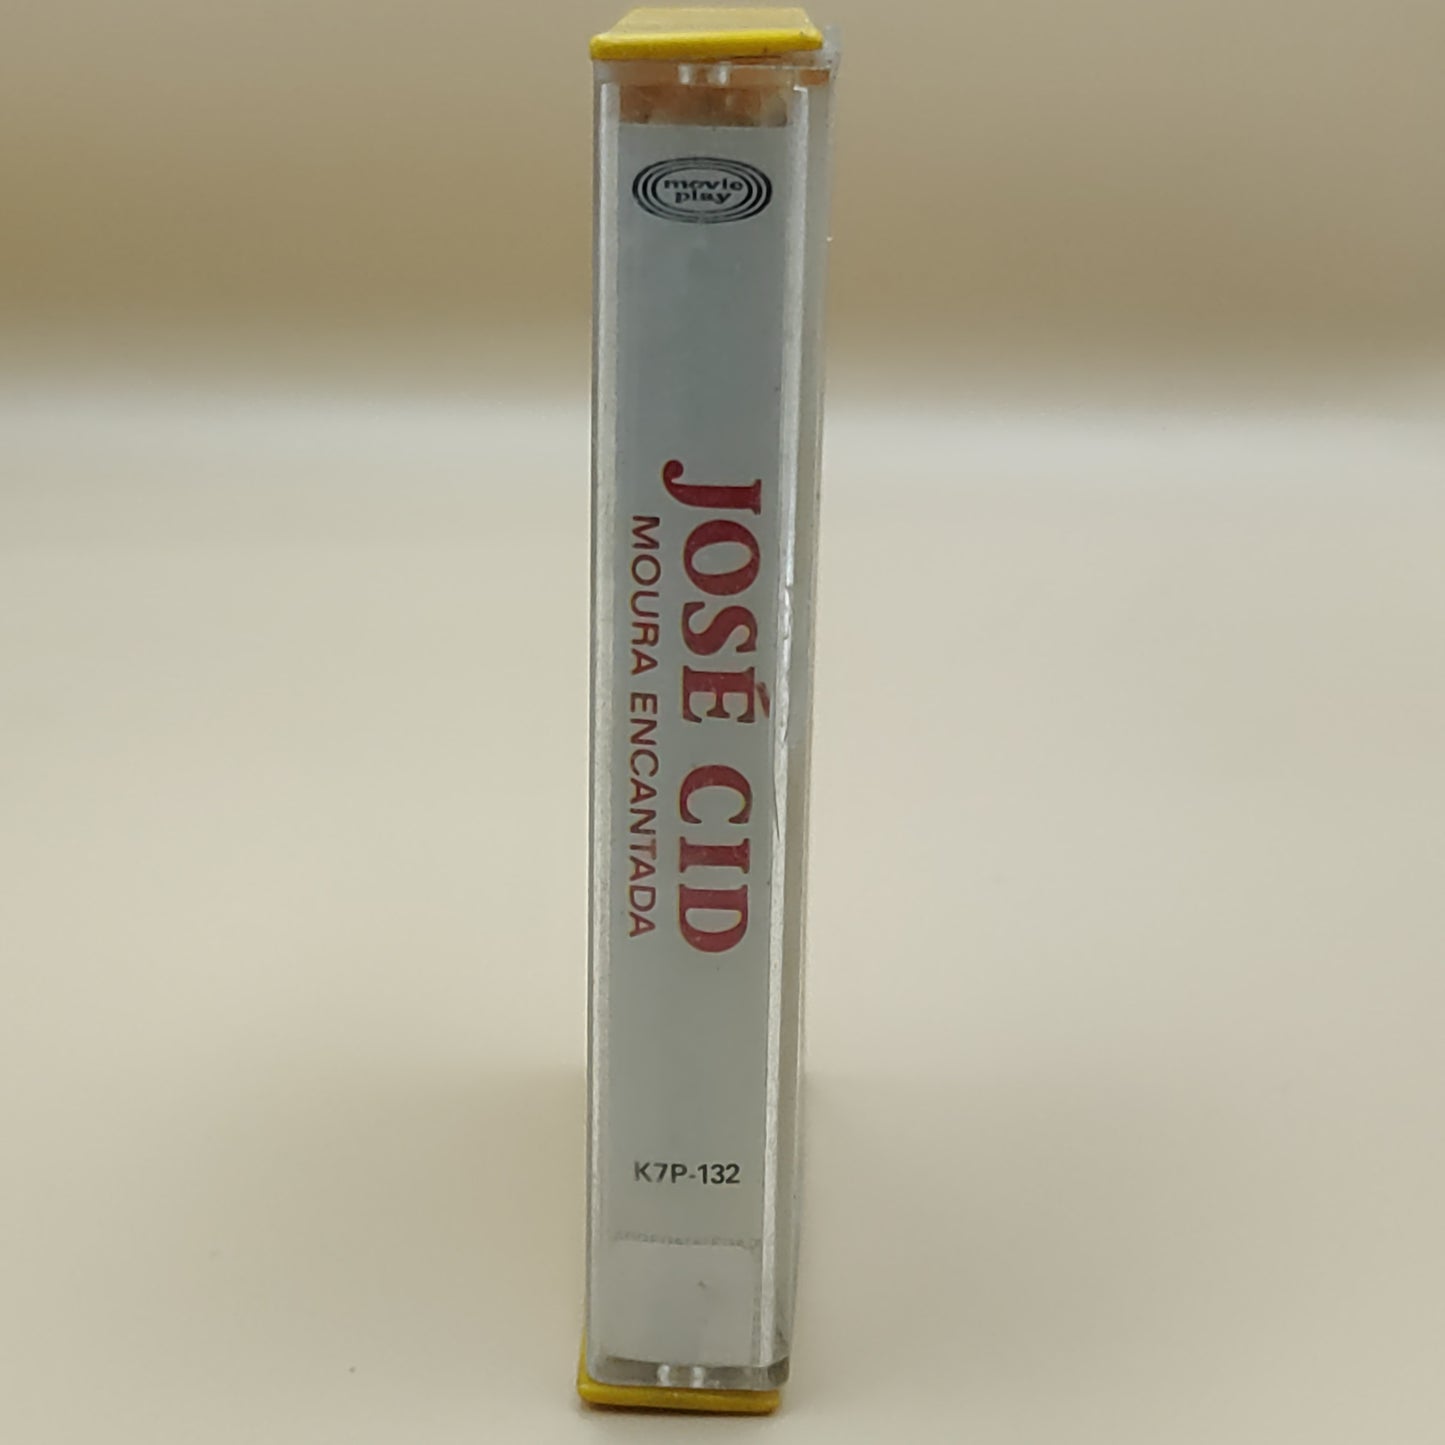 movie
play
JOSÉ CID
MOURA ENCANTADA
K7P-132